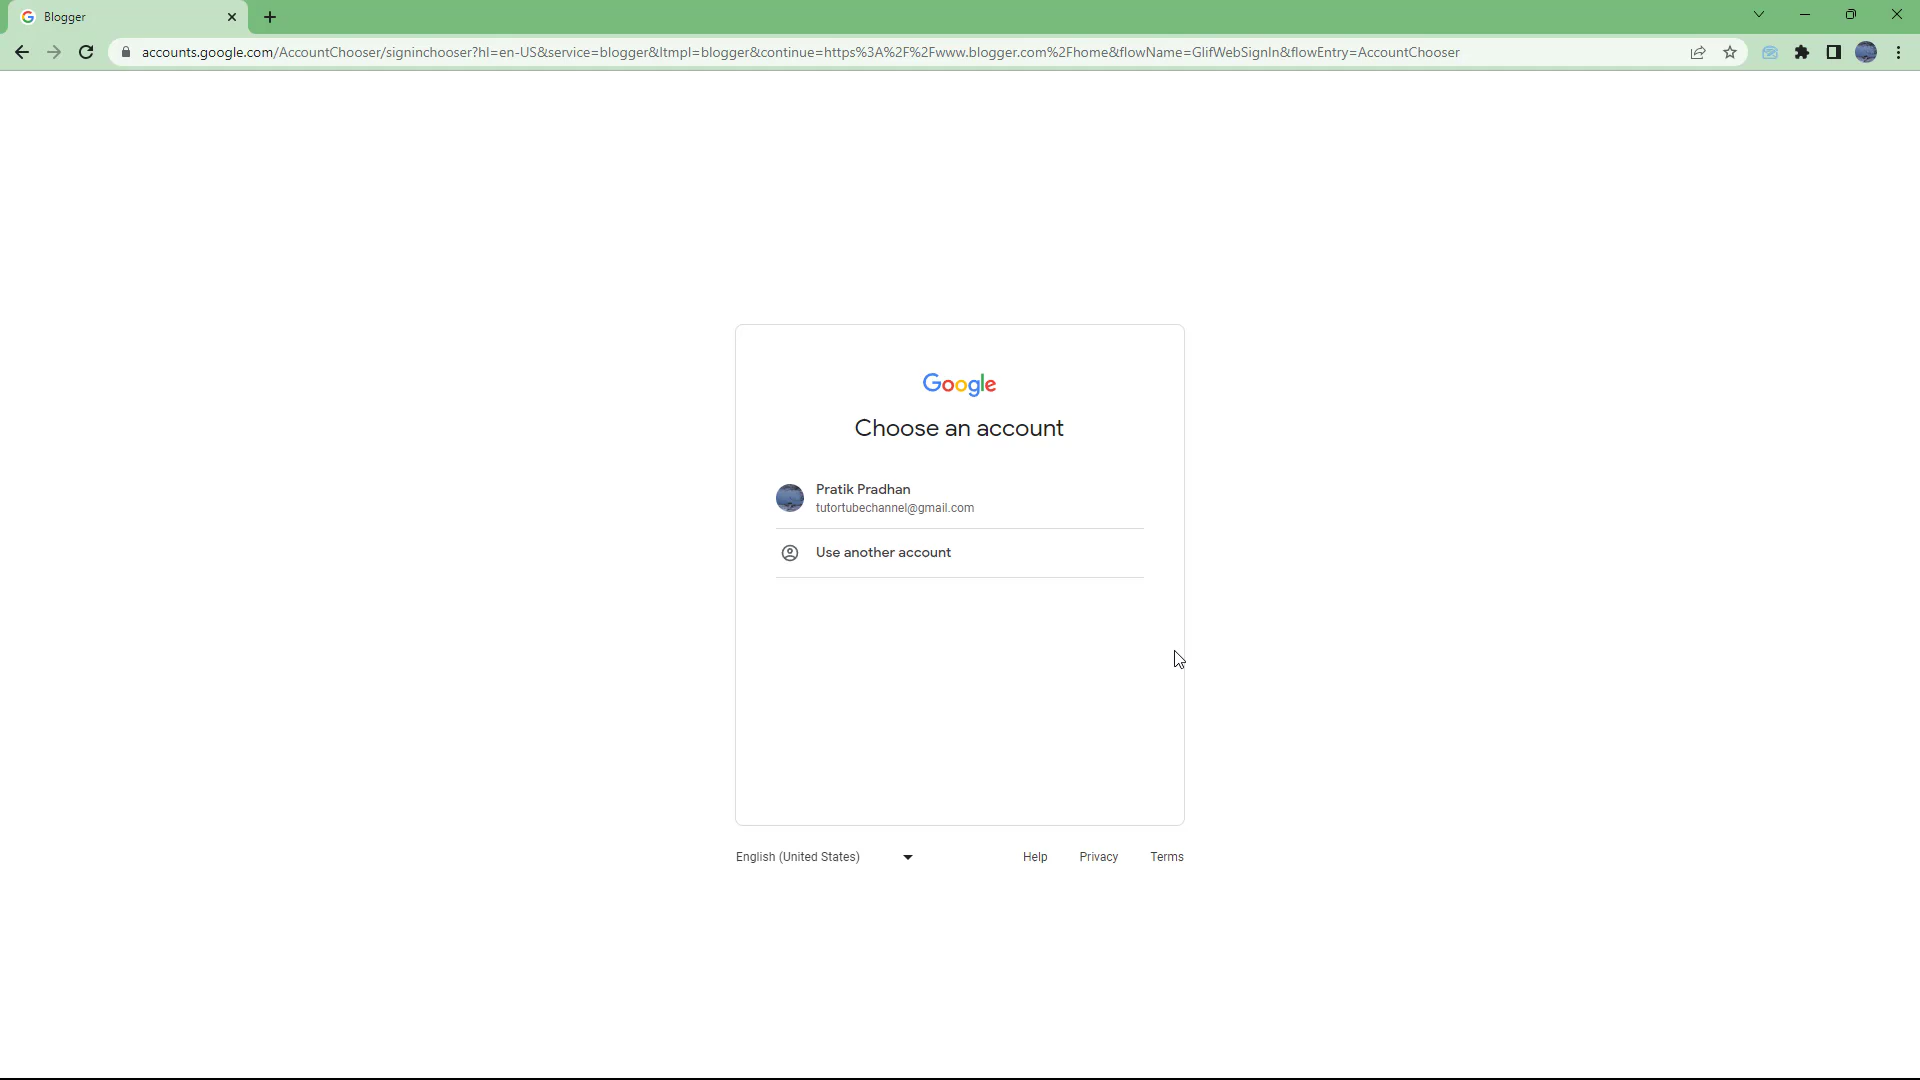 Blogger
accounts.google.com/AccountChooser/signinchooser?hl=en-US&service=blogger&ltmpl=blogger&continue=https%3A%2F%2Fwww.blogger.com%2Fhome&flowName=GlifWebSignIn&flowEntry=AccountChooser
Google
Choose an account
Pratik Pradhan
tutortubechannel@gmail.com
Use another account
English (United States)
Help
Privacy
Terms